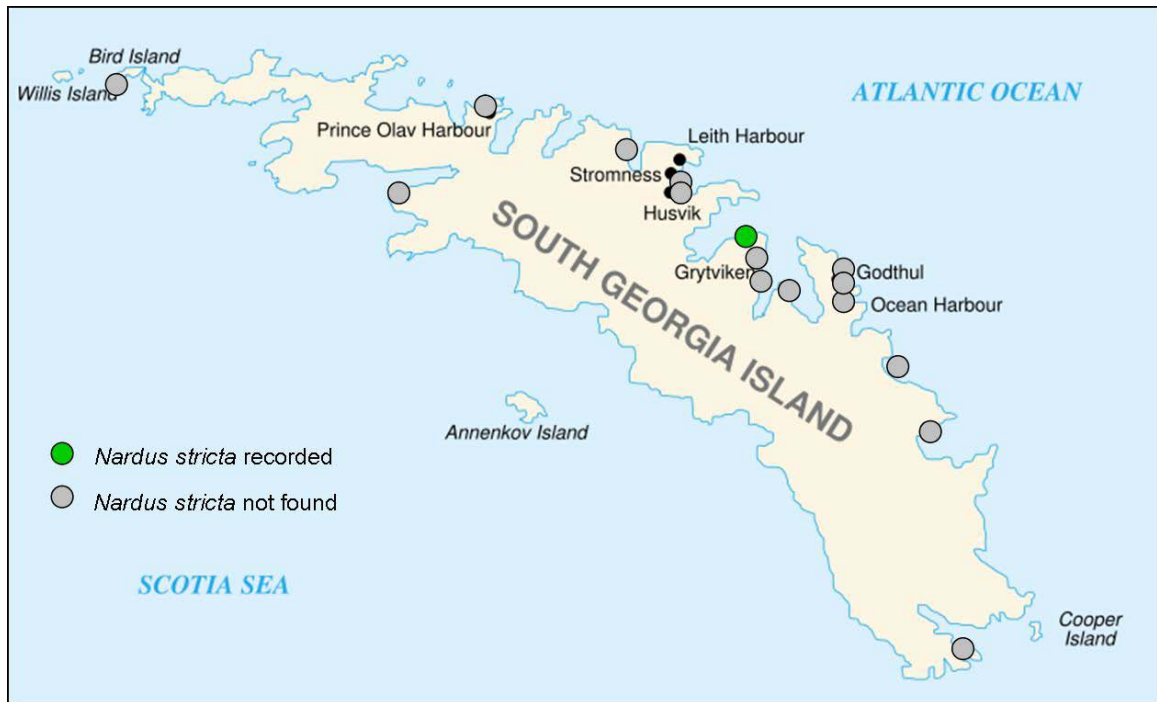 Bird Island
Willis Island
ATLANTIC OCEAN
Prince Olav Harbour
Leith Harbour
Stromness
Husvik
SOUTH GEORGIA ISLAND
Grytviken
Godthul
Ocean Harbour
Annenkov Island
Nardus stricta recorded
Nardus stricta not found
SCOTIA SEA
Cooper
Island